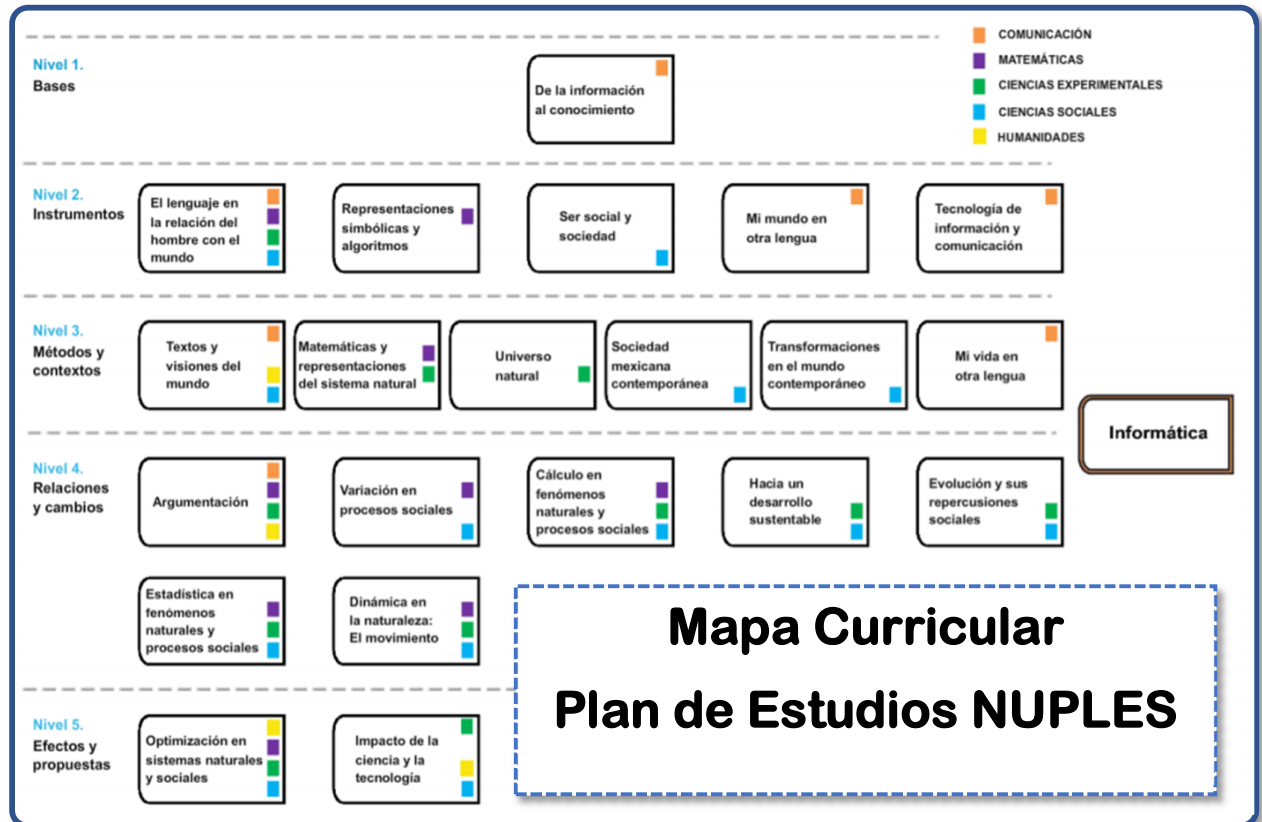 COMUNICACIÓN
MATEMÁTICAS
CIENCIAS EXPERIMENTALES
CIENCIAS SOCIALES
HUMANIDADES
Nivel 1.
Bases
De la información
al conocimiento
Nivel 2.
Instrumentos
El lenguaje en
la relación del
hombre con el
mundo
Representaciones
simbólicas y
algoritmos
Ser social y
sociedad
Mi mundo en
otra lengua
Tecnología de
información y
comunicación
Nivel 3.
Métodos y
contextos
Textos y
visiones del
mundo
Matemáticas y
representaciones
del sistema natural
Universo
natural
Sociedad
mexicana
contemporánea
Transformaciones
en el mundo
contemporáneo
Mi vida en
otra lengua
Informática
Nivel 4.
Relaciones
y cambios
Argumentación
Variación en
procesos sociales
Cálculo en
fenómenos
naturales y
procesos sociales
Hacia un
desarrollo
sustentable
Evolución y sus
repercusiones
sociales
Estadística en
fenómenos
naturales y
procesos sociales
Dinámica en
la naturaleza:
El movimiento
Mapa Curricular
Plan de Estudios NUPLES
Nivel 5.
Efectos y
propuestas
Optimización en
sistemas naturales
y sociales
Impacto de la
ciencia y la
tecnología